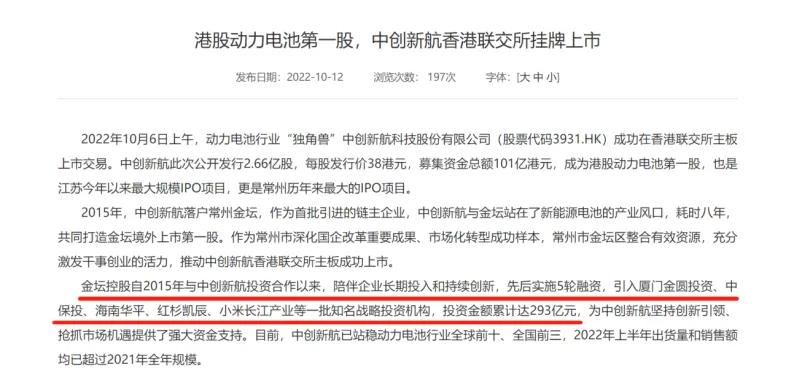 港股动力电池第一股，中创新航香港联交所挂牌上市
发布日期：2022-10-12 浏览次数： 197次 字体：[大 中 小]
2022年10月6日上午，动力电池行业“独角兽”中创新航科技股份有限公司（股票代码3931.HK）成功在香港联交所主板
上市交易。中创新航此次公开发行2.66亿股，每股发行价38港元，募集资金总额101亿港元，成为港股动力电池第一股，也是
江苏今年以来最大规模IPO项目，更是常州历年来最大的IPO项目。
2015年，中创新航落户常州金坛，作为首批引进的链主企业，中创新航与金坛站在了新能源电池的产业风口，耗时八年，
共同打造金坛境外上市第一股。作为常州市深化国企改革重要成果、市场化转型成功样本，常州市金坛区整合有效资源，充分
激发干事创业的活力，推动中创新航香港联交所主板成功上市。
金坛控股自2015年与中创新航投资合作以来，陪伴企业长期投入和持续创新，先后实施5轮融资，引入厦门金圆投资、中
保投、海南华平、红杉凯辰、小米长江产业等一批知名战略投资机构，投资金额累计达293亿元，为中创新航坚持创新引领、
抢抓市场机遇提供了强大资金支持。目前，中创新航已站稳动力电池行业全球前十、全国前三，2022年上半年出货量和销售额
均已超过2021年全年规模。